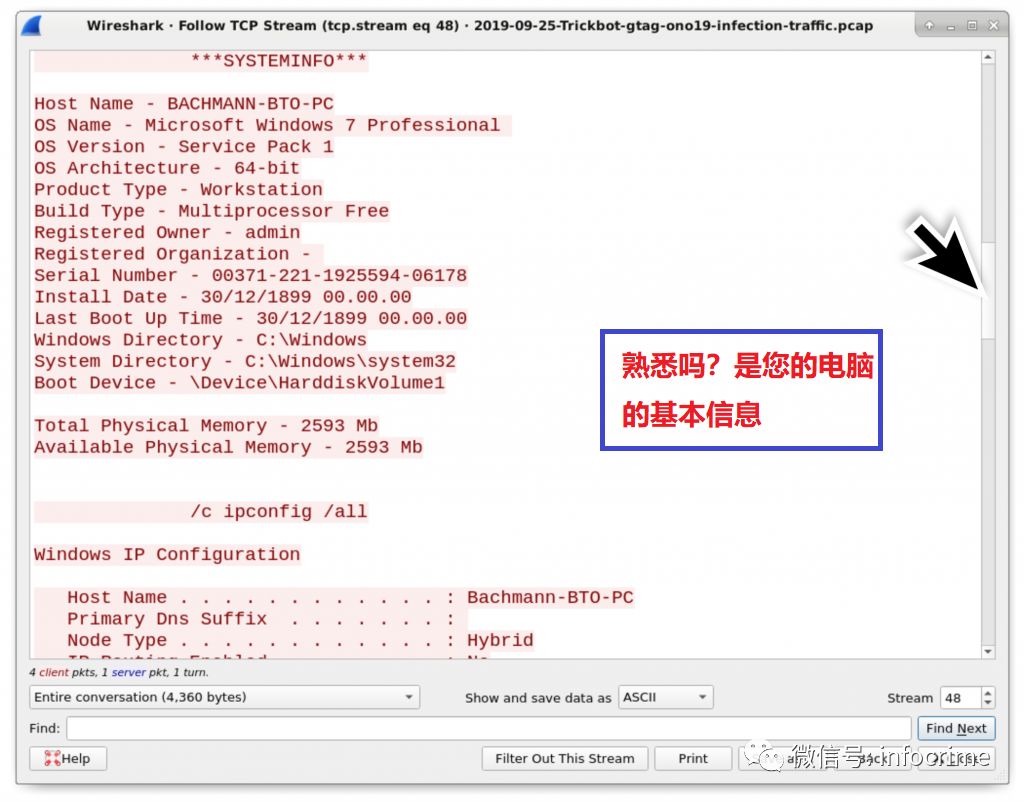 Wireshark · Follow TCP Stream (tcp.stream eq 48) · 2019-09-25-Trickbot-gtag-ono19-infection-traffic.pcap
***SYSTEMINFO***
Host Name - BACHMANN-BTO-PC
OS Name - Microsoft Windows 7 Professional
OS Version - Service Pack 1
OS Architecture - 64-bit
Product Type - Workstation
Build Type - Multiprocessor Free
Registered Owner - admin
Registered Organization -
Serial Number - 00371-221-1925594-06178
Install Date - 30/12/1899 00.00.00
Last Boot Up Time - 30/12/1899 00.00.00
Windows Directory - C:\Windows
System Directory - C:\Windows\system32
Boot Device - \Device\HarddiskVolume1
熟悉吗？是您的电脑
的基本信息
Total Physical Memory - 2593 Mb
Available Physical Memory - 2593 Mb
/c ipconfig /all
Windows IP Configuration
Host Name . . . . . . . . . . . . : Bachmann-BTO-PC
Primary Dns Suffix . . . . . . . :
Node Type . . . . . . . . . . . . : Hybrid
4 client pkts, 1 server pkt, 1 turn.
Entire conversation (4,360 bytes)
Show and save data as
ASCII
Stream
48
Find:
Find Next
Help
Filter Out This Stream
Print
Back
微信号: infocrime